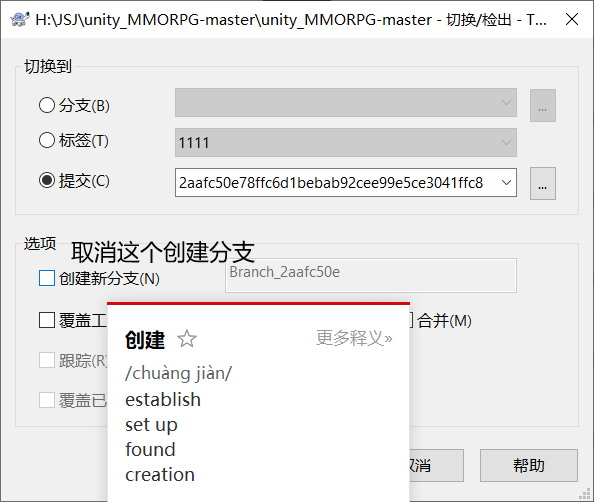 H:\JSJ\unity_MMORPG-master\unity_MMORPG-master - 切换/检出 - T...
切换到
分支(B)
...
标签(T)
1111
提交(C)
2aafc50e78ffc6d1bebab92cee99e5ce3041ffc8
...
选项
取消这个创建分支
创建新分支(N)
Branch_2aafc50e
覆盖工
合并(M)
跟踪(R)
覆盖已
创建
更多释义»
/chuàng jiàn/
establish
set up
found
creation
取消
帮助